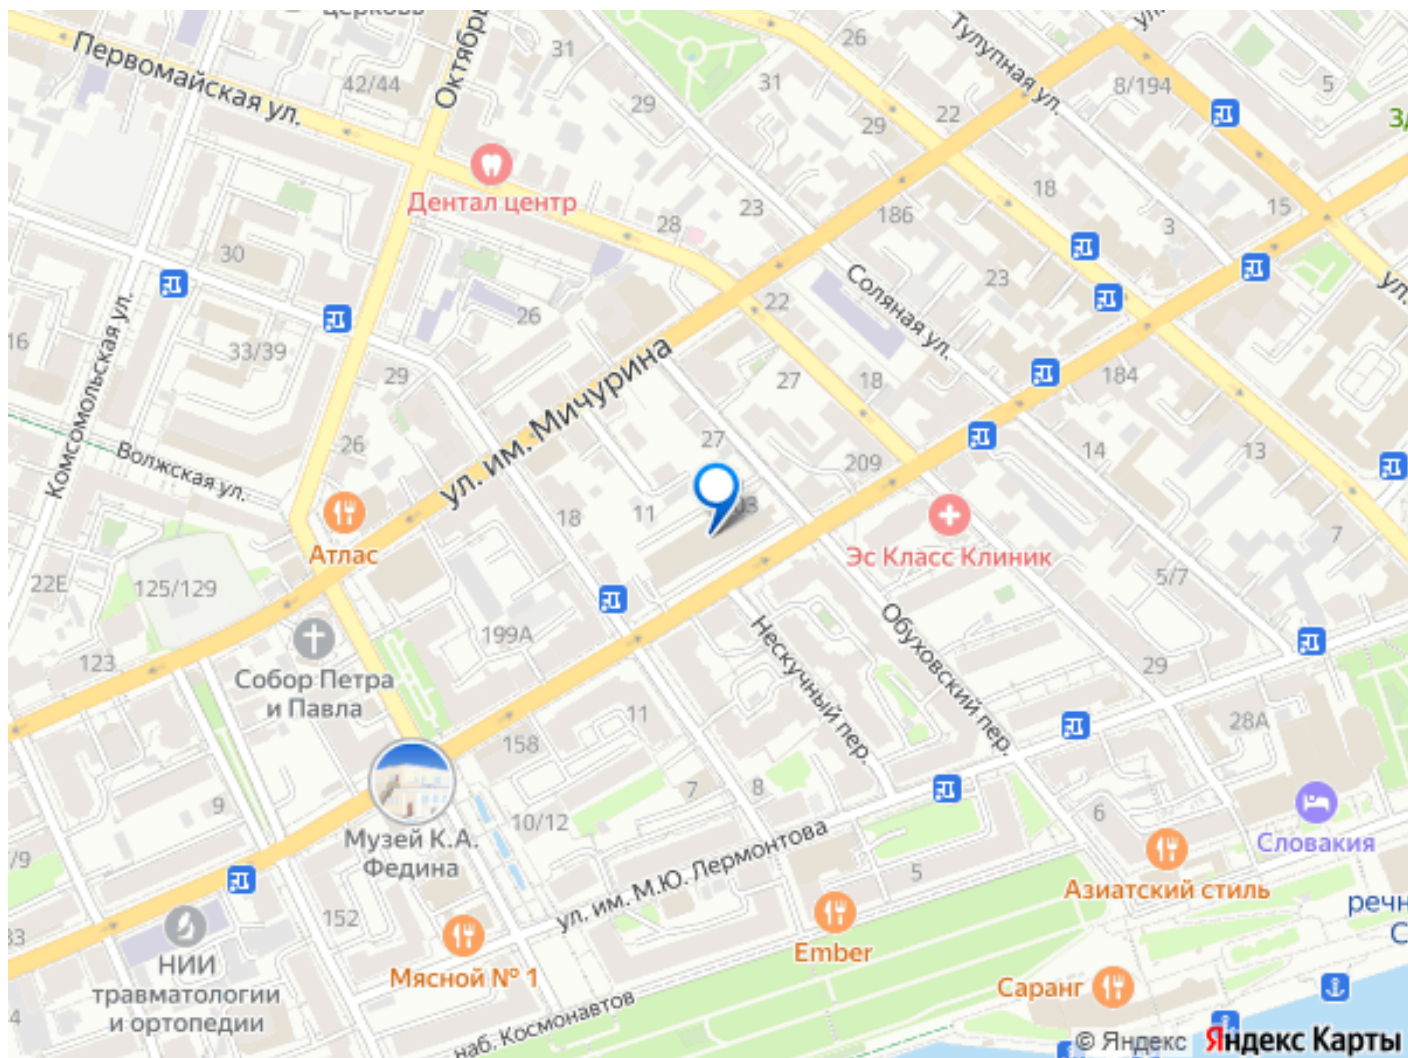 церковь
Первомайская ул.
42/44
31
29
31
26
Тулупная ул.
8/194
5
22
29
Дентал центр
28
23
186
18
3
15
30
23
Соляная ул.
22
26
16
33/39
29
Комсомольская ул.
ул. им. Мичурина
27
18
184
26
Волжская ул.
27
209
14
13
Атлас
18
11
Эс Класс Клиник
7
22Е
125/129
5/7
199А
Нескучный пер.
Обуховский пер.
123
Собор Петра
и Павла
29
11
158
28А
9
7
8
10/12
6
Музей К.А.
Федина
ул. им. М.Ю. Лермонтова
5
Словакия
Азиатский стиль
/9
152
33
НИИ
травматологии
и ортопедии
Мясной № 1
Ember
Саранг
4
наб. Космонавтов
© Яндекс Яндекс Карты